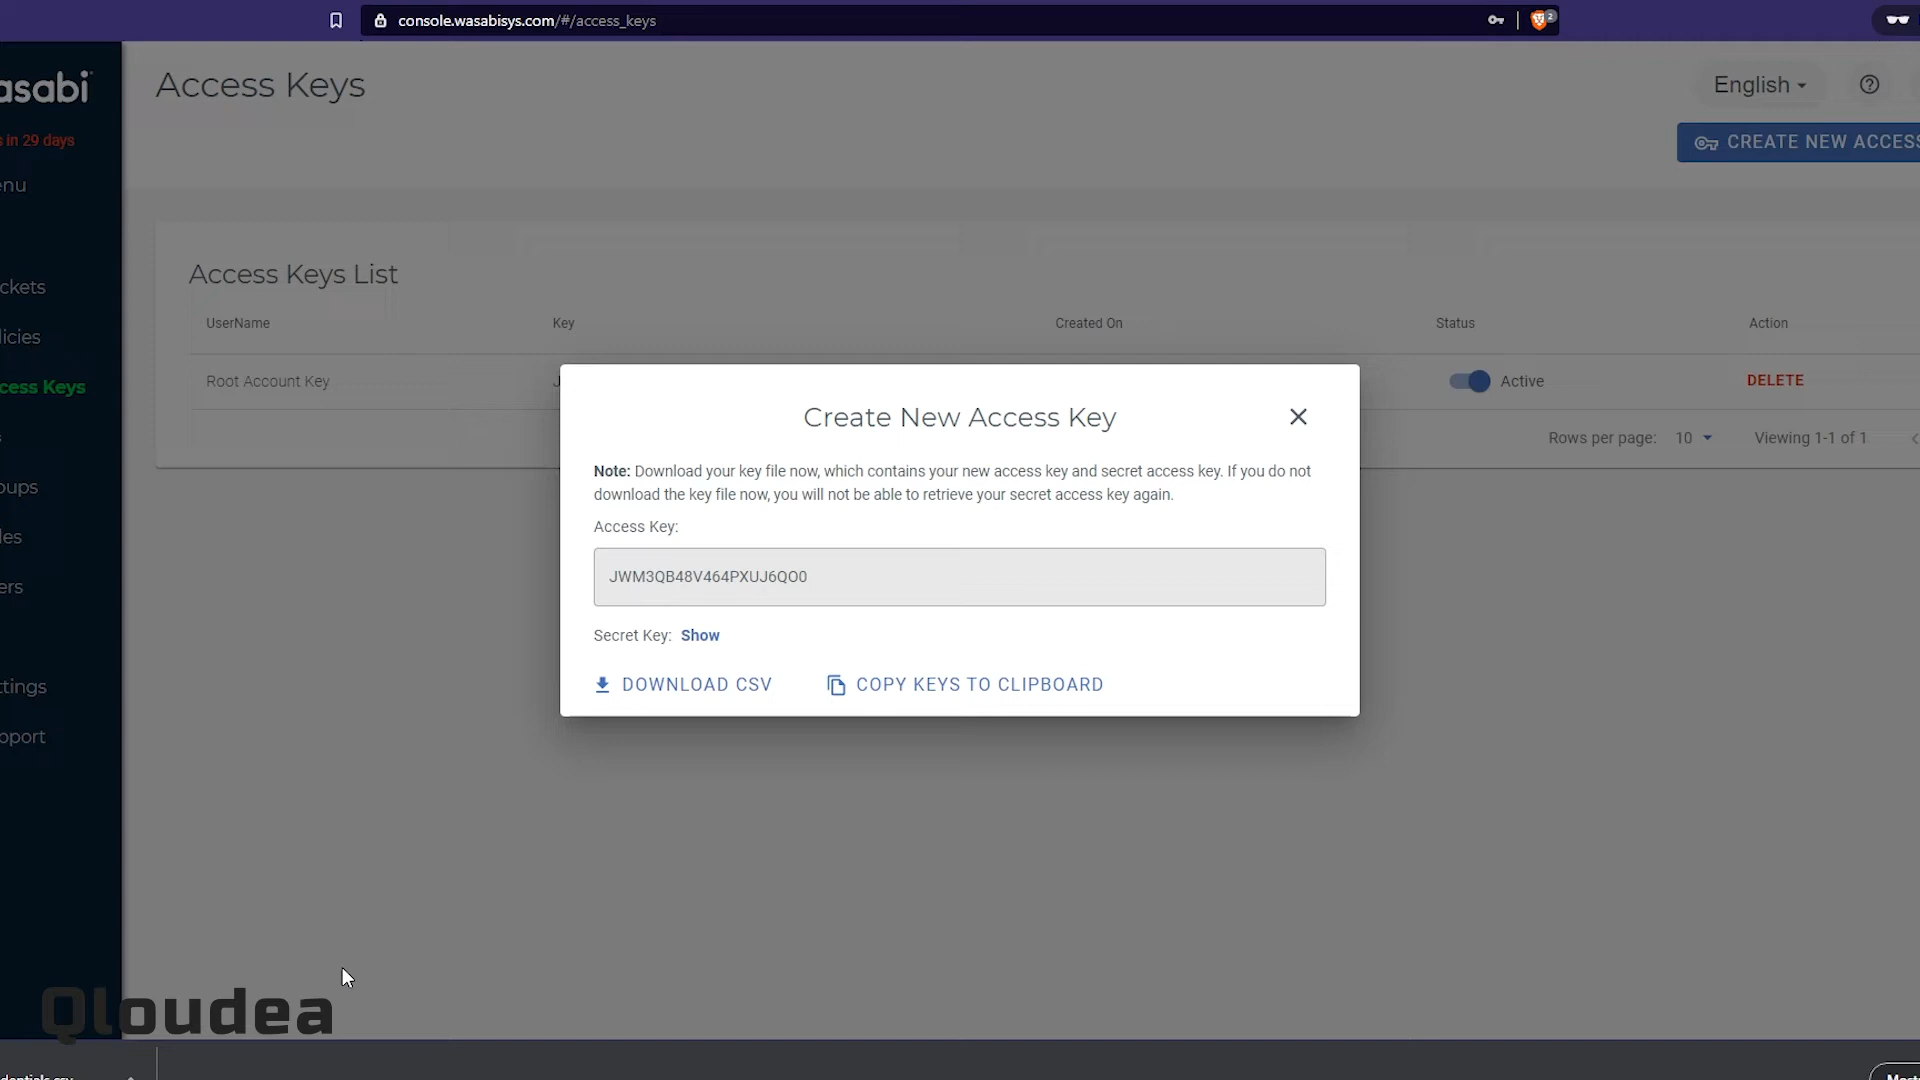 console.wasabisys.com/#/access_keys
2
asabi
Access Keys
English
s in 29 days
CREATE NEW ACCESS
enu
Access Keys List
ckets
UserName Key Created On Status Action
licies
Root Account Key J Active DELETE
cess Keys
Rows per page: 10 Viewing 1-1 of 1
s
oups
les
ers
ttings
pport
Create New Access Key
Note: Download your key file now, which contains your new access key and secret access key. If you do not
download the key file now, you will not be able to retrieve your secret access key again.
Access Key:
JWM3QB48V464PXUJ6QO0
Secret Key: Show
DOWNLOAD CSV COPY KEYS TO CLIPBOARD
Qloudea